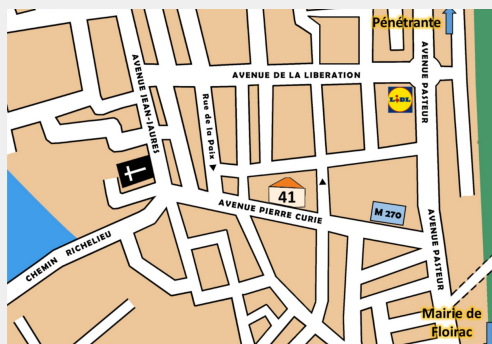 Pénétrante
AVENUE DE LA LIBERATION
AVENUE JEAN-JAURES
Rue de la Paix
LiDL
AVENUE PASTEUR
41
AVENUE PIERRE CURIE
M 270
CHEMIN RICHELIEU
AVENUE PASTEUR
Mairie de
Floirac